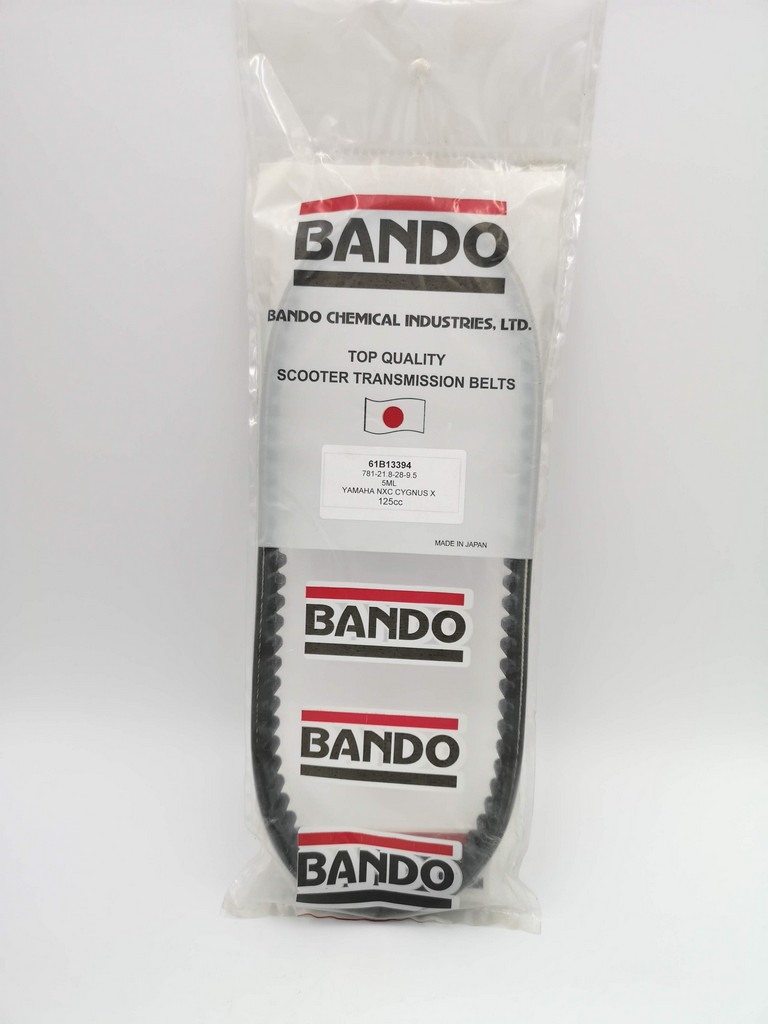 BANDO
BANDO CHEMICAL INDUSTRIES, LTD.
TOP QUALITY
SCOOTER TRANSMISSION BELTS
61B13394
781-21.8-28-9.5
5ML
YAMAHA NXC CYGNUS X
125cc
MADE IN JAPAN
BANDO
BANDO
BANDO